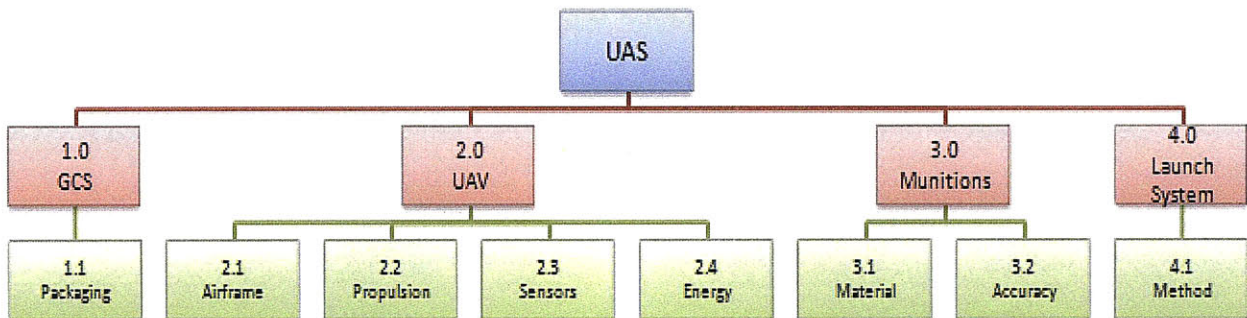 UAS
1.0
GCS
2.0
UAV
3.0
Munitions
4.0
Launch
System
1.1
Packaging
2.1
Airframe
2.2
Propulsion
2.3
Sensors
2.4
Energy
3.1
Material
3.2
Accuracy
4.1
Method